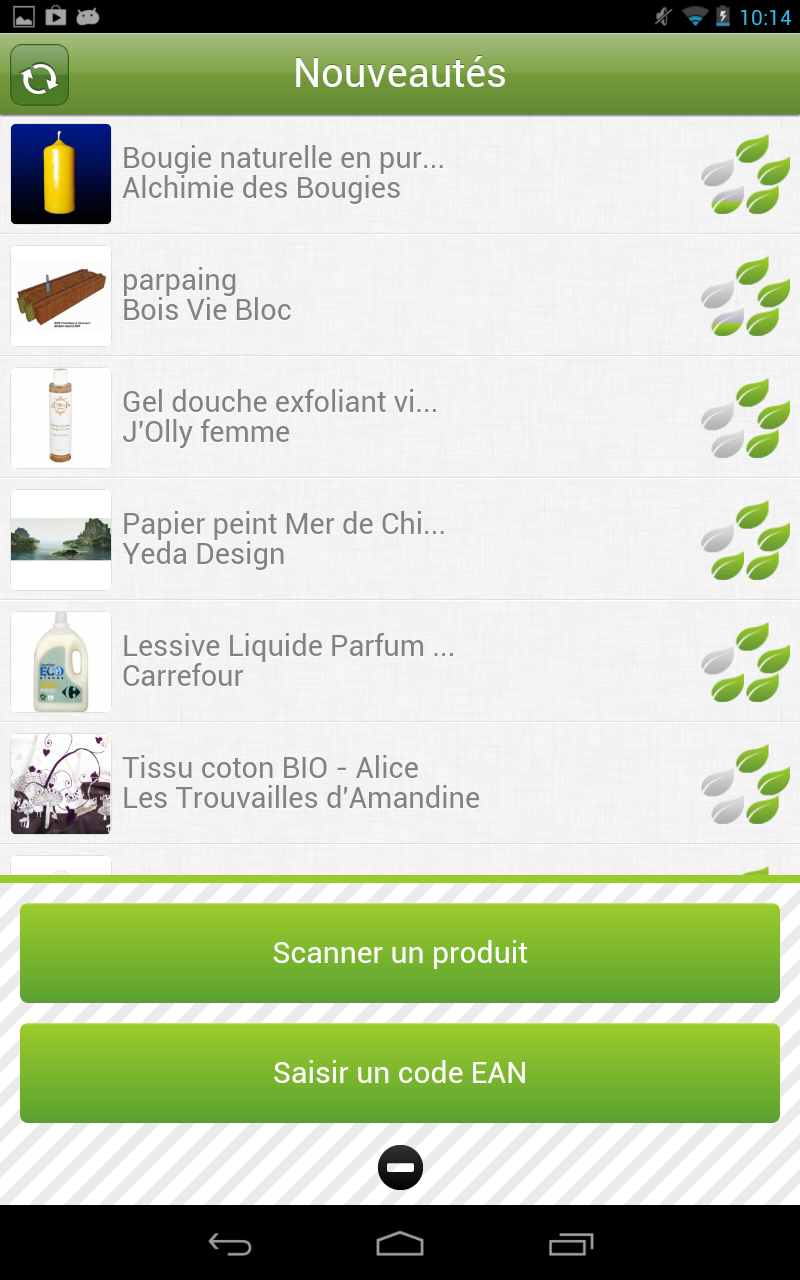 10:14
Nouveautés
Bougie naturelle en pur...
Alchimie des Bougies
parpaing
Bois Vie Bloc
Gel douche exfoliant vi...
J'Olly femme
Papier peint Mer de Chi...
Yeda Design
Lessive Liquide Parfum ...
Carrefour
ECO
Tissu coton BIO - Alice
Les Trouvailles d'Amandine
Scanner un produit
Saisir un code EAN